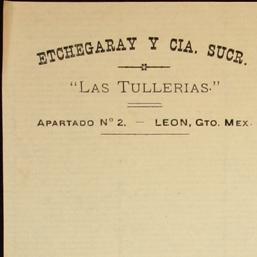 ETCHEGARAY Y CIA. SUCR.
"LAS TULLERIAS."
APARTADO Nº 2. — LEON, GTO. MEX.